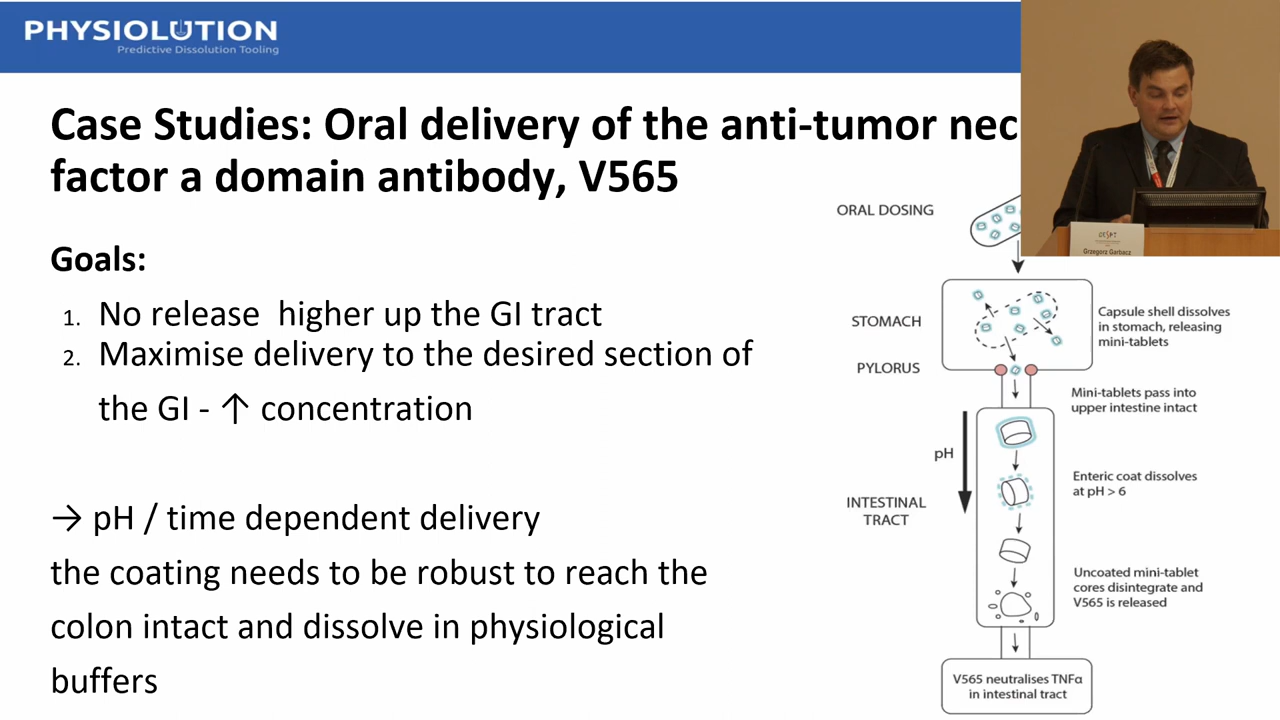 PHYSIOLUTION
Predictive Dissolution Tooling
Case Studies: Oral delivery of the anti-tumor nec
factor a domain antibody, V565
Goals:
1. No release higher up the GI tract
2. Maximise delivery to the desired section of
the GI - ↑ concentration
→ pH / time dependent delivery
the coating needs to be robust to reach the
colon intact and dissolve in physiological
buffers
ORAL DOSING
STOMACH
Capsule shell dissolves
in stomach, releasing
mini-tablets
PYLORUS
Mini-tablets pass into
upper intestine intact
pH
Enteric coat dissolves
at pH > 6
INTESTINAL
TRACT
Uncoated mini-tablet
cores disintegrate and
V565 is released
V565 neutralises TNFα
in intestinal tract
Grzegorz Garbacz